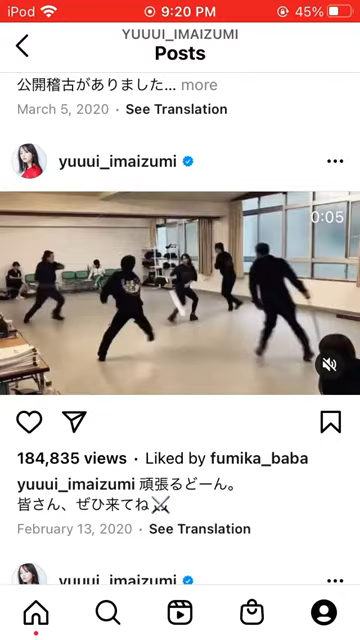 iPod 9:20 PM 45%
YUUUI_IMAIZUMI
Posts
公開稽古がありました... more
March 5, 2020 · See Translation
yuuui_imaizumi
0:05
184,835 views · Liked by fumika_baba
yuuui_imaizumi 頑張るどーん。
皆さん、ぜひ来てね⚔
February 13, 2020 · See Translation
yuuui_imaizumi